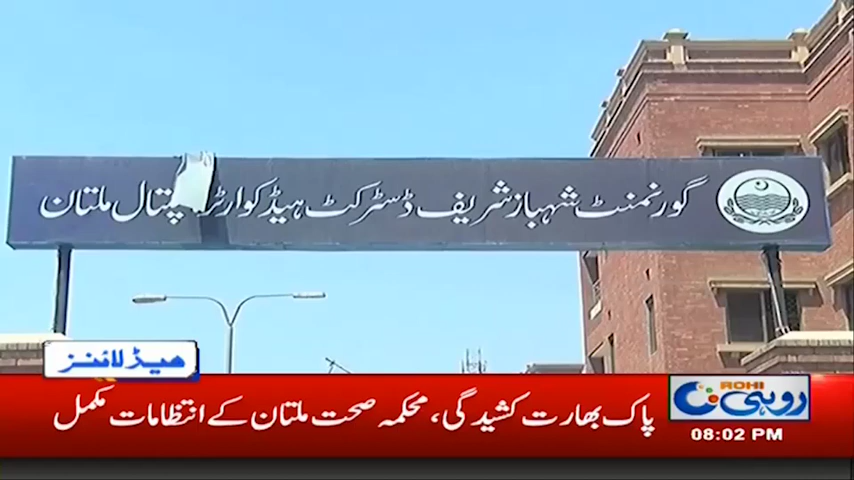 گورنمنٹ شہباز شریف ڈسٹرکٹ ہیڈ کوارٹر ملتان
ہیڈ لائنز
پاک بھارت کشیدگی، محکمہ صحت ملتان کے انتظامات مکمل
ROHI
روہی
08:02 PM